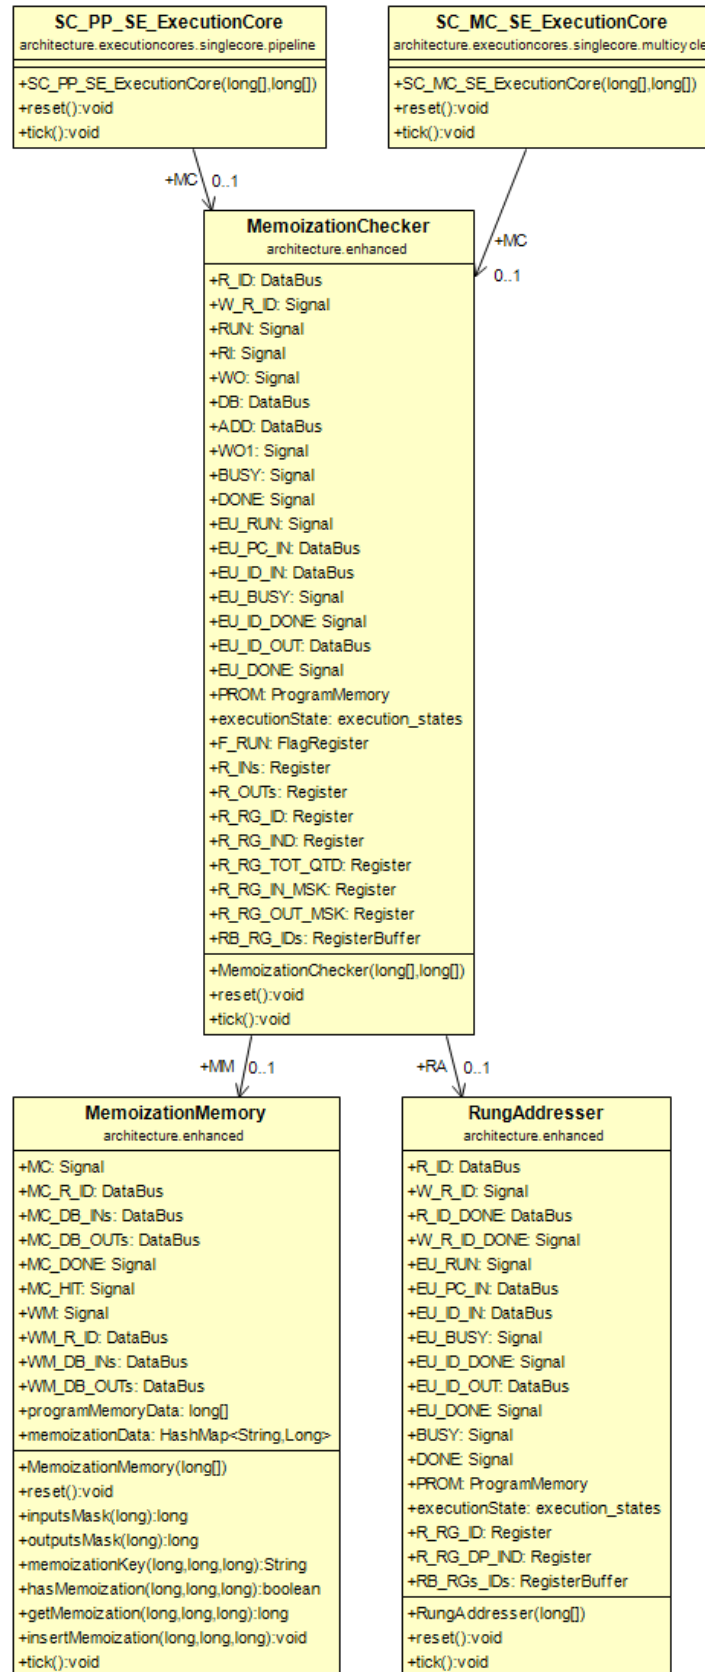 SC_PP_SE_ExecutionCore
architecture.executioncores.singlecore.pipeline
+SC_PP_SE_ExecutionCore(long[],long[])
+reset():void
+tick():void
SC_MC_SE_ExecutionCore
architecture.executioncores.singlecore.multicycle
+SC_MC_SE_ExecutionCore(long[],long[])
+reset():void
+tick():void
+MC 0..1
+MC
0..1
MemoizationChecker
architecture.enhanced
+R_ID: DataBus
+W_R_ID: Signal
+RUN: Signal
+RI: Signal
+WO: Signal
+DB: DataBus
+ADD: DataBus
+WO1: Signal
+BUSY: Signal
+DONE: Signal
+EU_RUN: Signal
+EU_PC_IN: DataBus
+EU_ID_IN: DataBus
+EU_BUSY: Signal
+EU_ID_DONE: Signal
+EU_ID_OUT: DataBus
+EU_DONE: Signal
+PROM: ProgramMemory
+executionState: execution_states
+F_RUN: FlagRegister
+R_INs: Register
+R_OUTs: Register
+R_RG_ID: Register
+R_RG_IND: Register
+R_RG_TOT_QTD: Register
+R_RG_IN_MSK: Register
+R_RG_OUT_MSK: Register
+RB_RG_IDs: RegisterBuffer
+MemoizationChecker(long[],long[])
+reset():void
+tick():void
+MM 0..1
+RA 0..1
MemoizationMemory
architecture.enhanced
+MC: Signal
+MC_R_ID: DataBus
+MC_DB_INs: DataBus
+MC_DB_OUTs: DataBus
+MC_DONE: Signal
+MC_HIT: Signal
+WM: Signal
+WM_R_ID: DataBus
+WM_DB_INs: DataBus
+WM_DB_OUTs: DataBus
+programMemoryData: long[]
+memoizationData: HashMap<String,Long>
+MemoizationMemory(long[])
+reset():void
+inputsMask(long):long
+outputsMask(long):long
+memoizationKey(long,long,long):String
+hasMemoization(long,long,long):boolean
+getMemoization(long,long,long):long
+insertMemoization(long,long,long):void
+tick():void
RungAddresser
architecture.enhanced
+R_ID: DataBus
+W_R_ID: Signal
+R_ID_DONE: DataBus
+W_R_ID_DONE: Signal
+EU_RUN: Signal
+EU_PC_IN: DataBus
+EU_ID_IN: DataBus
+EU_BUSY: Signal
+EU_ID_DONE: Signal
+EU_ID_OUT: DataBus
+EU_DONE: Signal
+BUSY: Signal
+DONE: Signal
+PROM: ProgramMemory
+executionState: execution_states
+R_RG_ID: Register
+R_RG_DP_IND: Register
+RB_RGs_IDs: RegisterBuffer
+RungAddresser(long[])
+reset():void
+tick():void